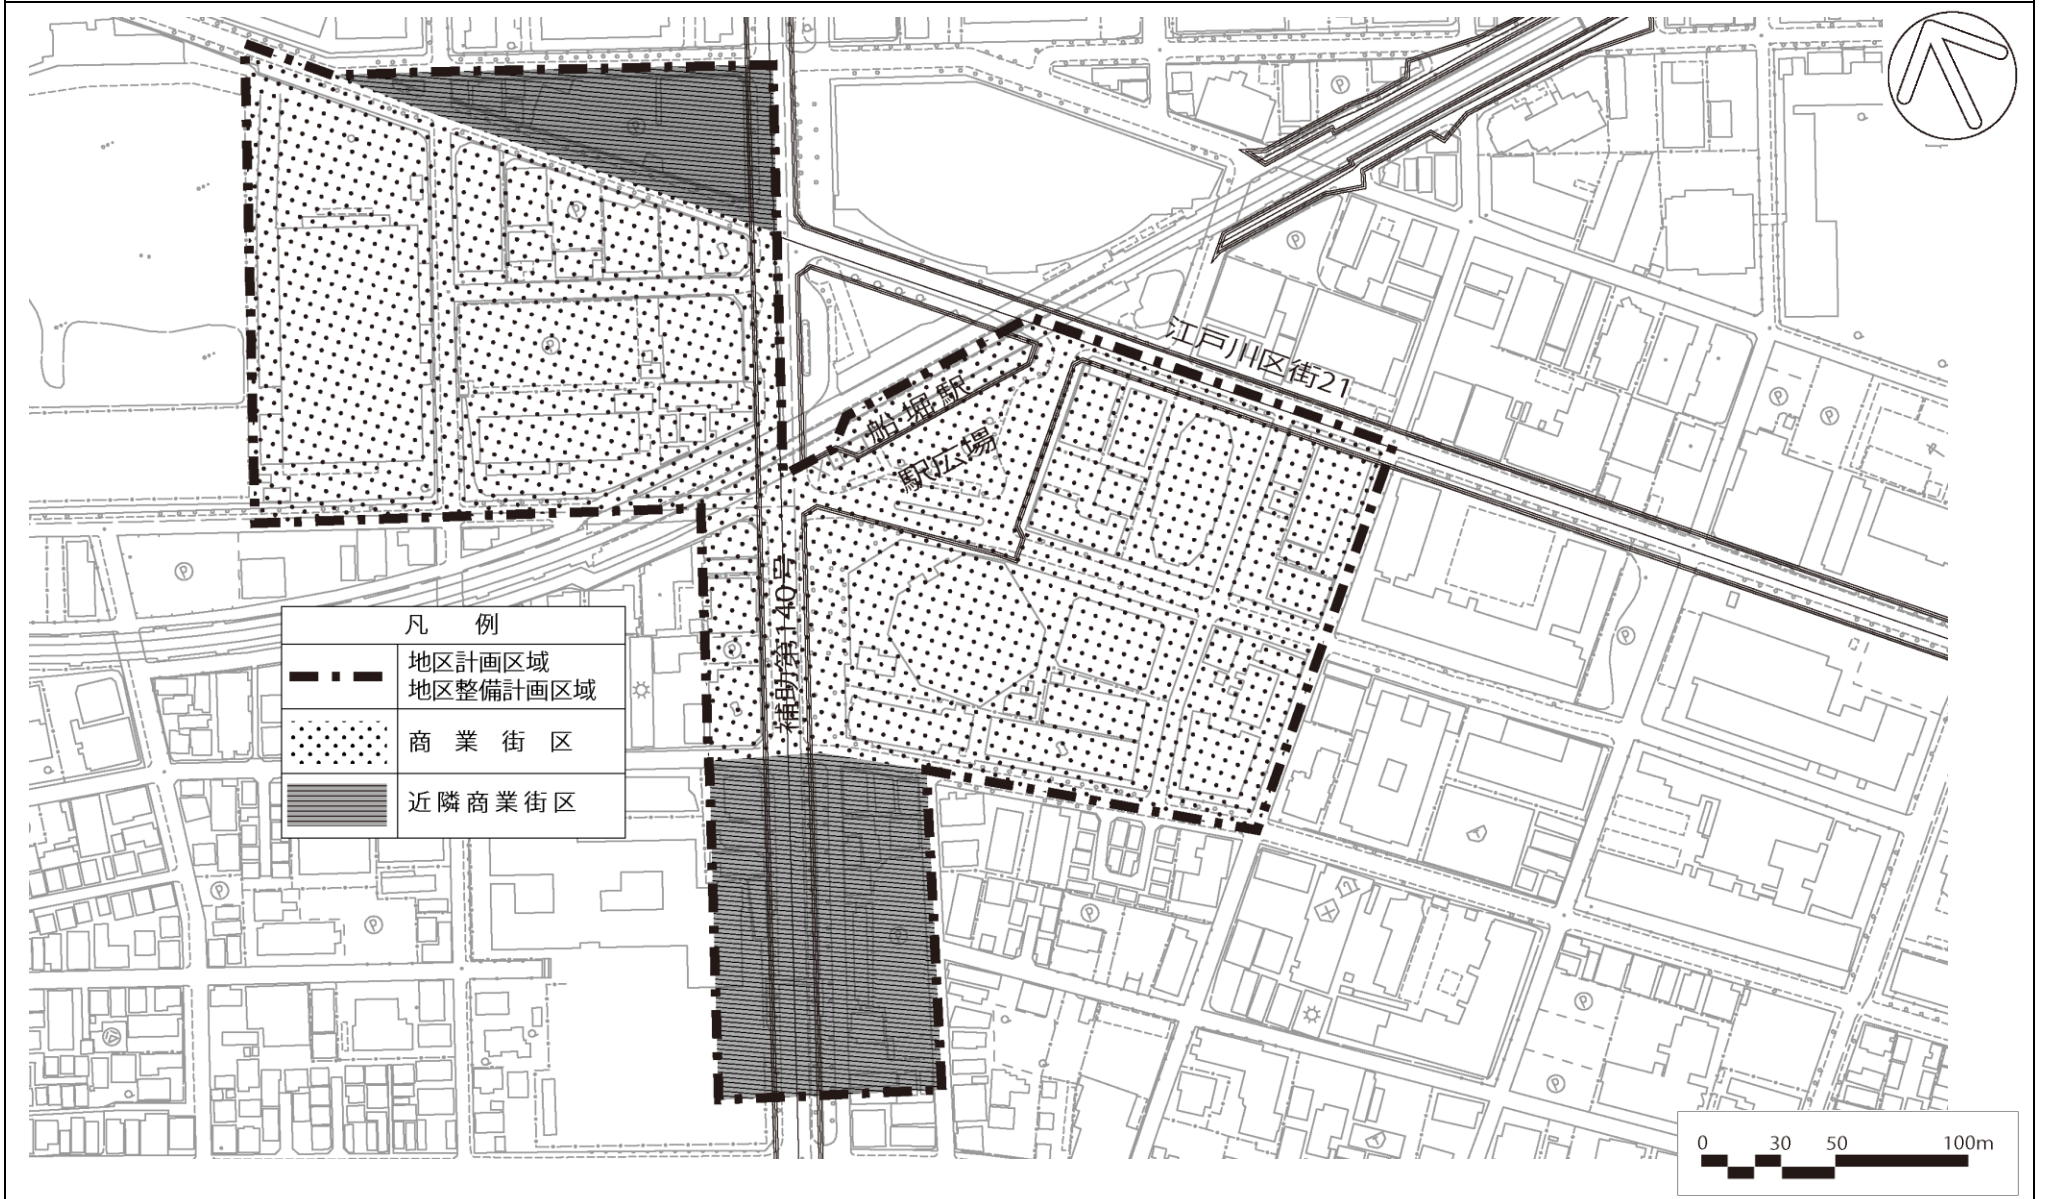 江戸川区街21
船堀駅
駅広場
補助第140号
凡 例
地区計画区域
地区整備計画区域
商 業 街 区
近隣商業街区
0 30 50 100m